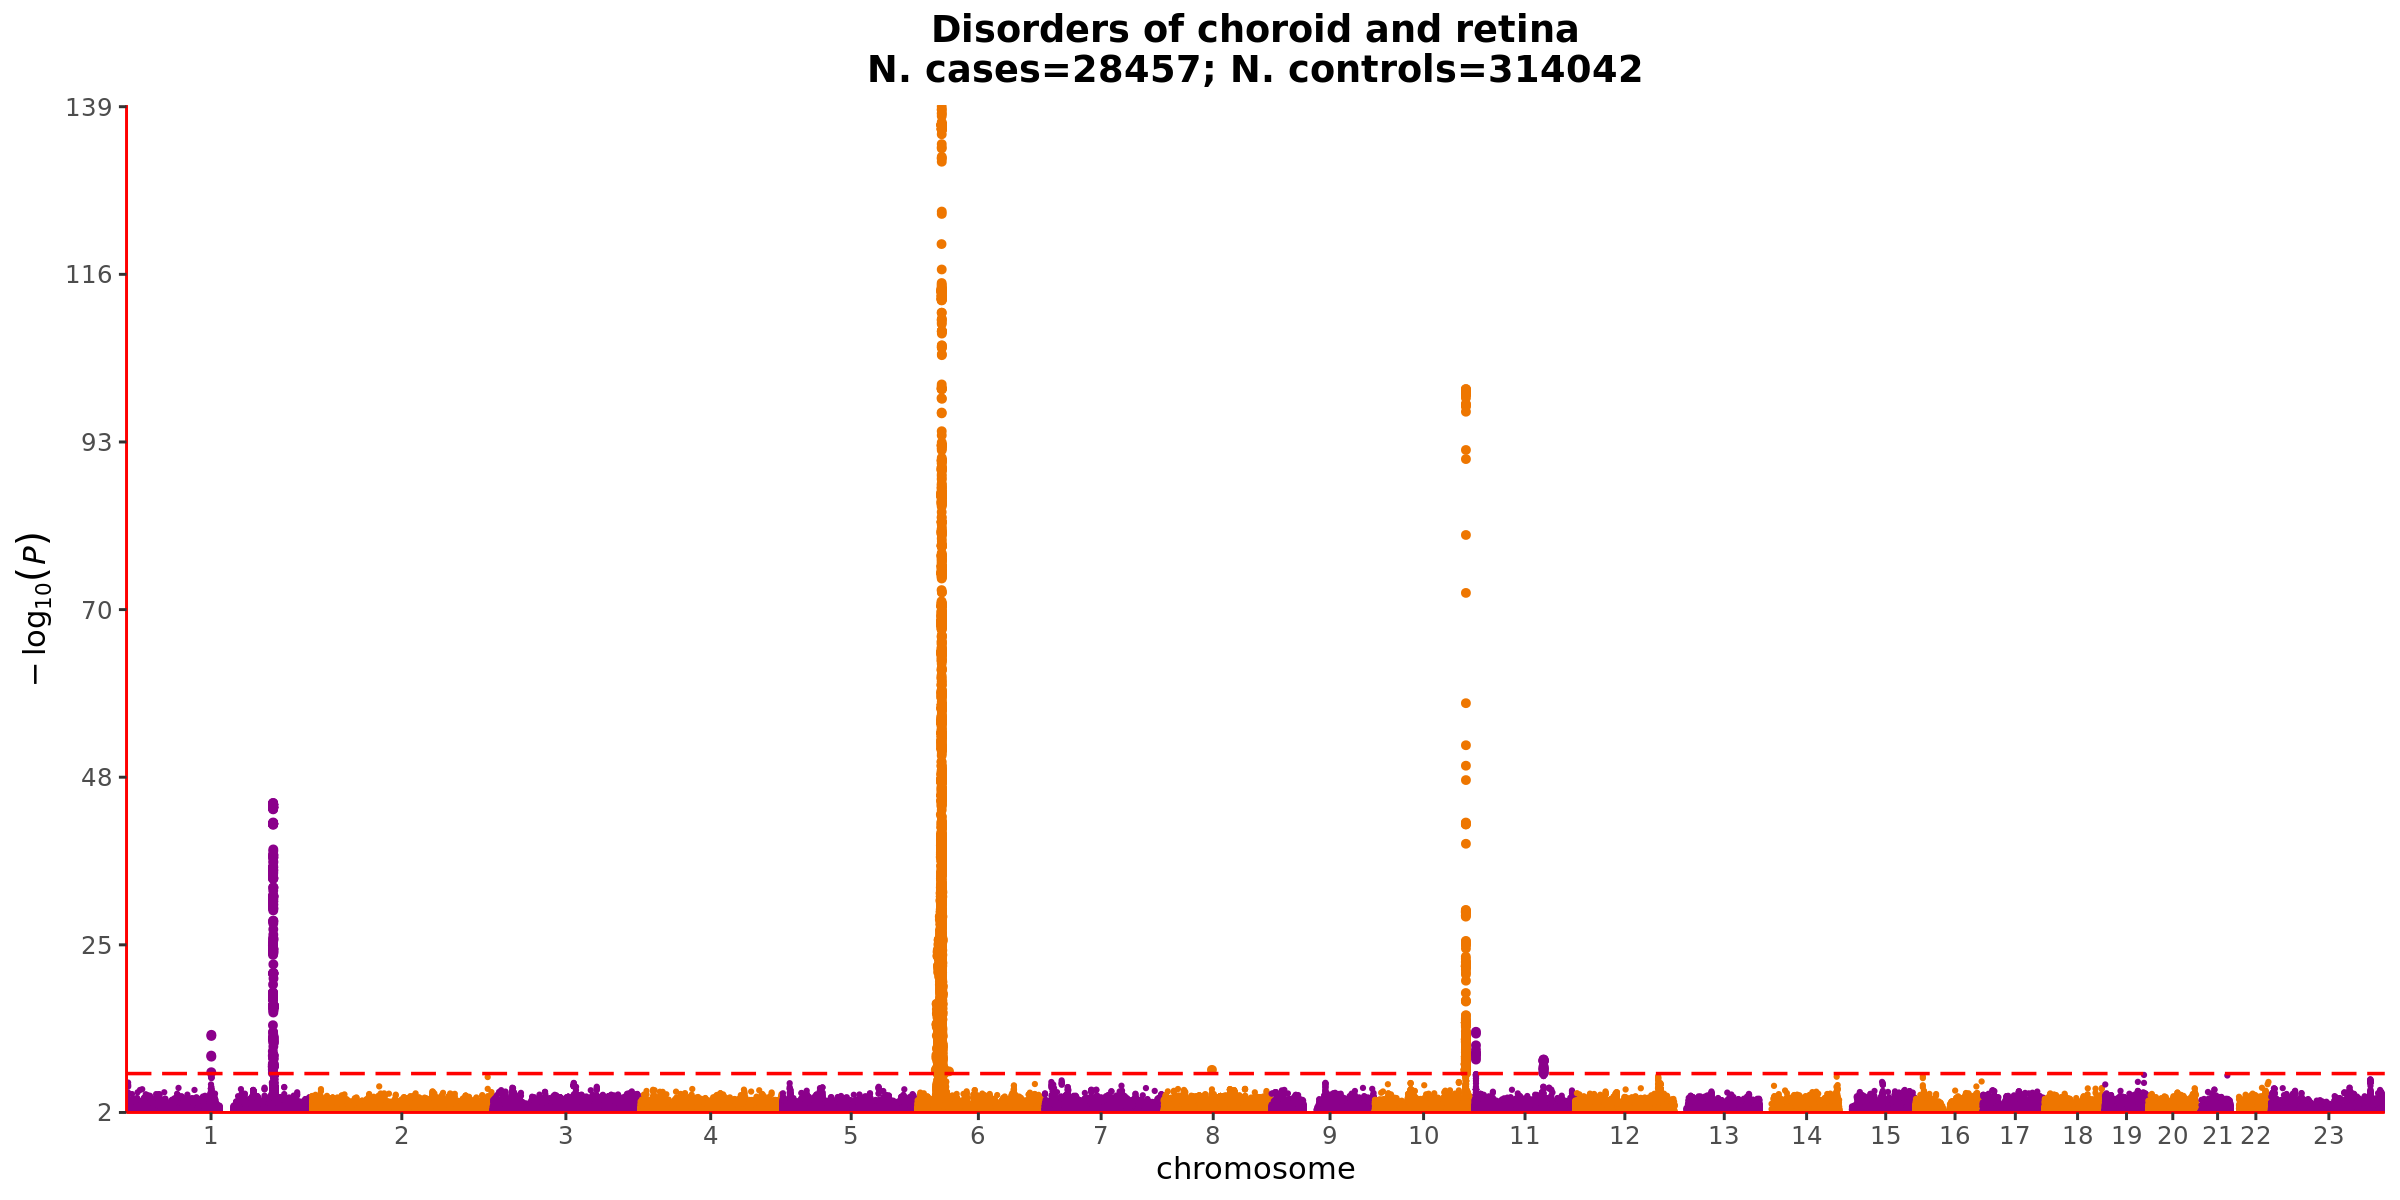 Disorders of choroid and retina
N. cases=28457; N. controls=314042
139
116
93
70
48
25
2
− log10(P)
1 2 3 4 5 6 7 8 9 10 11 12 13 14 15 16 17 18 19 20 21 22 23
chromosome